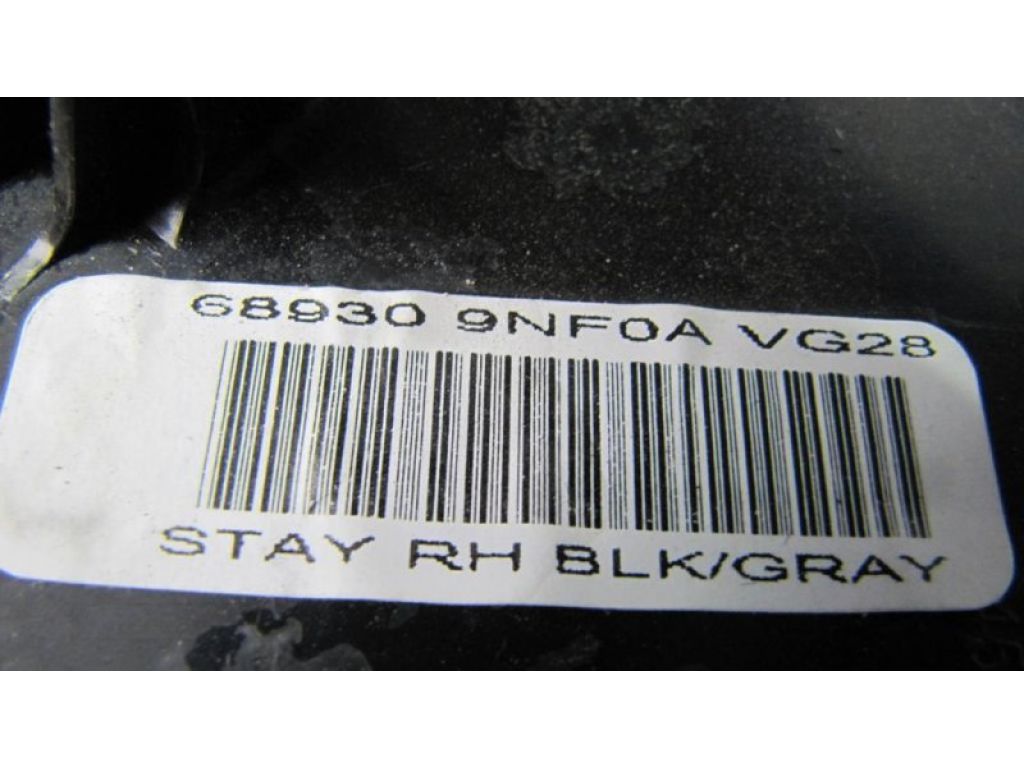 68930 9NF0A VG28
STAY RH BLK/GRAY